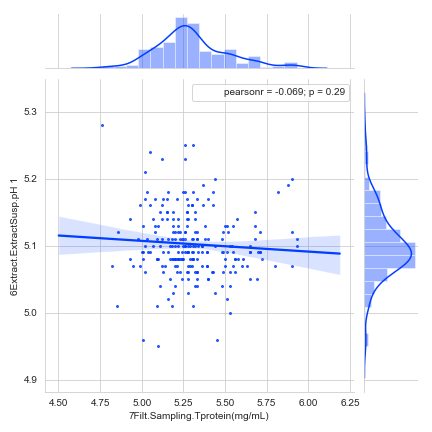 pearsonr = -0.069; p = 0.29
5.3
5.2
5.1
5.0
4.9
6Extract.ExtractSusp.pH 1
4.50 4.75 5.00 5.25 5.50 5.75 6.00 6.25
7Filt.Sampling.Tprotein(mg/mL)